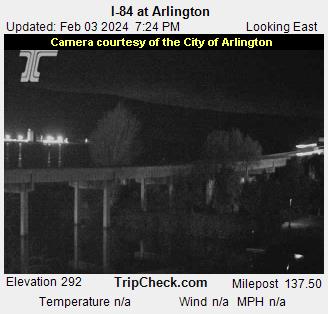 I-84 at Arlington
Updated: Feb 03 2024 7:24 PM Looking East
Camera courtesy of the City of Arlington
Elevation 292 TripCheck.com Milepost 137.50
Temperature n/a Wind n/a MPH n/a